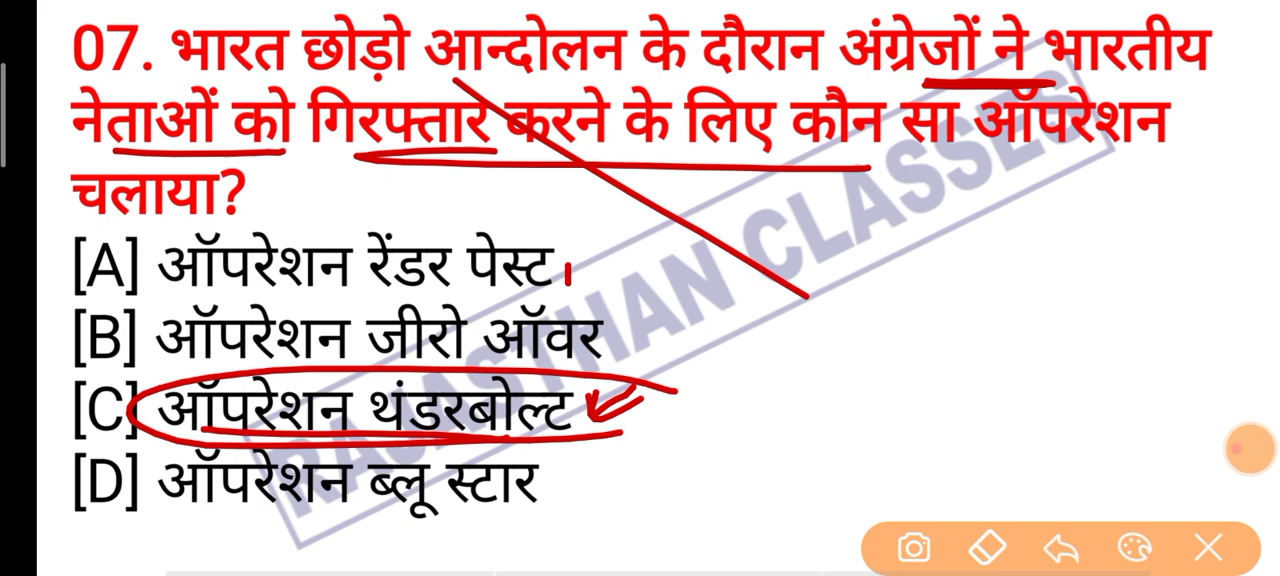 07. भारत छोड़ो आन्दोलन के दौरान अंग्रेजों ने भारतीय
नेताओं को गिरफ्तार करने के लिए कौन सा ऑपरेशन
चलाया?
[A] ऑपरेशन रेंडर पेस्ट
[B] ऑपरेशन जीरो ऑवर
[C] ऑपरेशन थंडरबोल्ट
[D] ऑपरेशन ब्लू स्टार
RAJASTHAN CLASSES